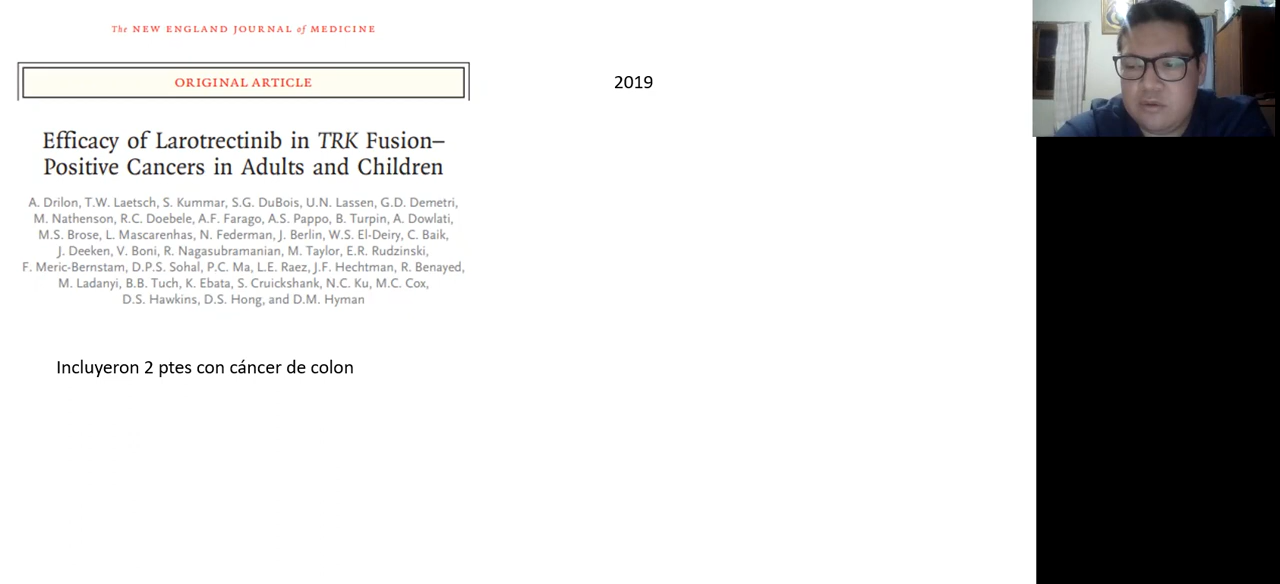 The NEW ENGLAND JOURNAL of MEDICINE
ORIGINAL ARTICLE
2019
Efficacy of Larotrectinib in TRK Fusion–
Positive Cancers in Adults and Children
A. Drilon, T.W. Laetsch, S. Kummar, S.G. DuBois, U.N. Lassen, G.D. Demetri,
M. Nathenson, R.C. Doebele, A.F. Farago, A.S. Pappo, B. Turpin, A. Dowlati,
M.S. Brose, L. Mascarenhas, N. Federman, J. Berlin, W.S. El-Deiry, C. Baik,
J. Deeken, V. Boni, R. Nagasubramanian, M. Taylor, E.R. Rudzinski,
F. Meric-Bernstam, D.P.S. Sohal, P.C. Ma, L.E. Raez, J.F. Hechtman, R. Benayed,
M. Ladanyi, B.B. Tuch, K. Ebata, S. Cruickshank, N.C. Ku, M.C. Cox,
D.S. Hawkins, D.S. Hong, and D.M. Hyman
Incluyeron 2 ptes con cáncer de colon